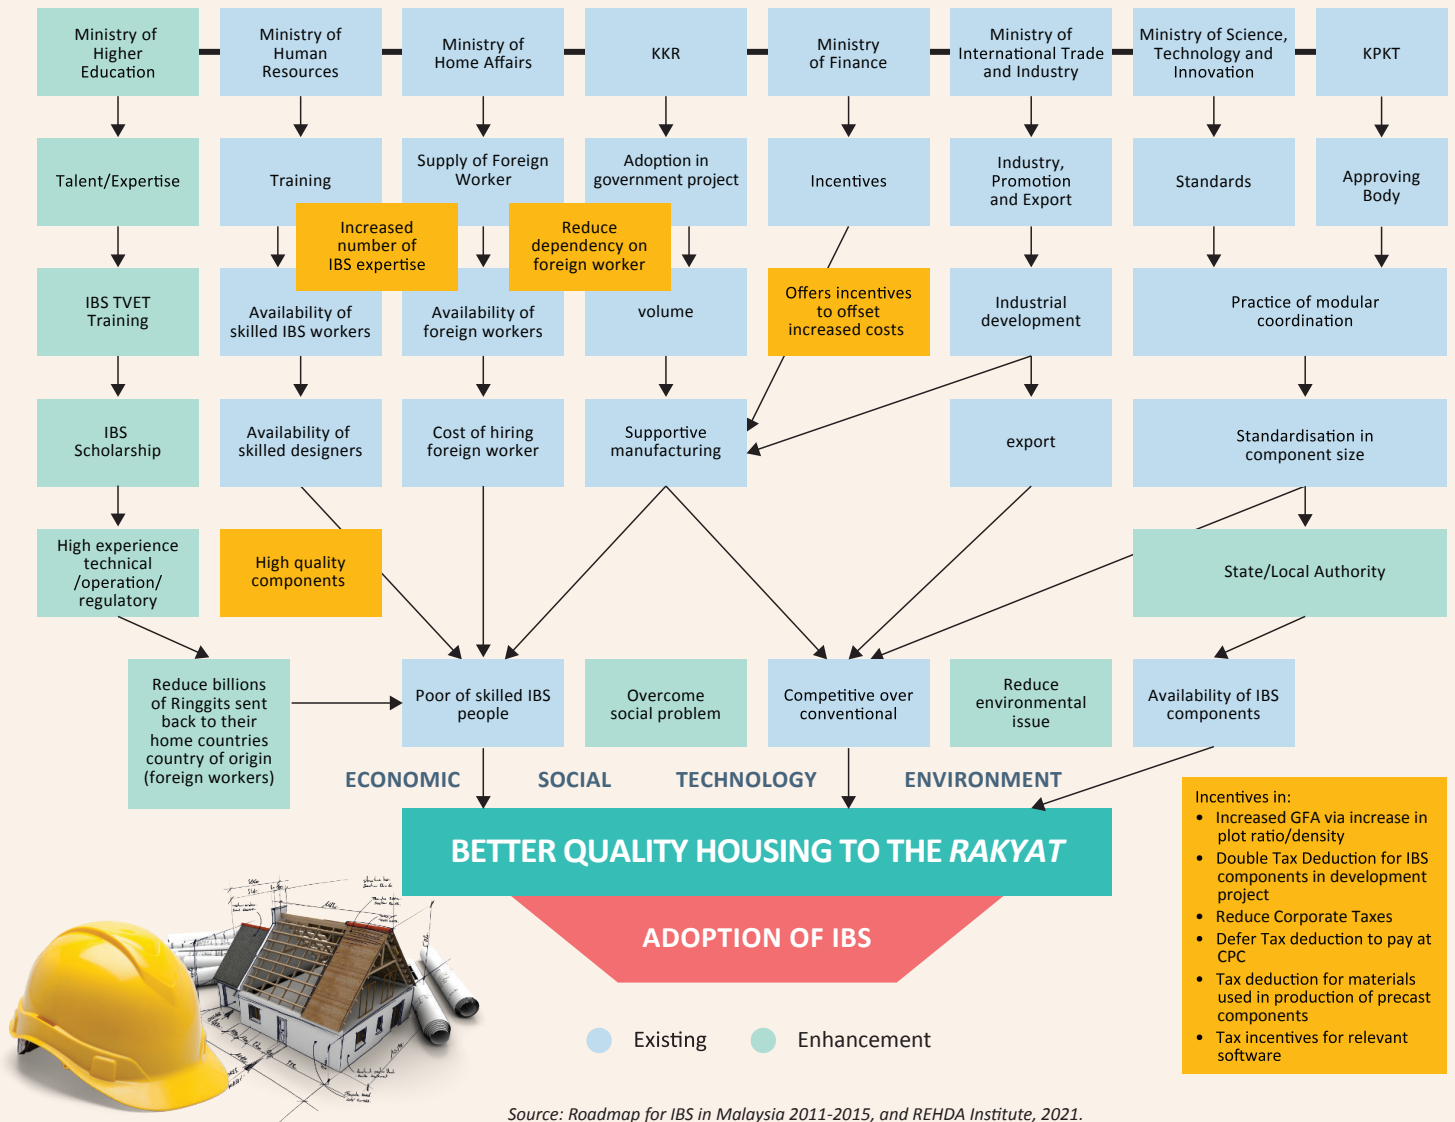 Ministry of
Higher
Education
Ministry of
Human
Resources
Ministry of
Home Affairs
KKR
Ministry
of Finance
Ministry of
International Trade
and Industry
Ministry of Science,
Technology and
Innovation
KPKT
Talent/Expertise
Training
Supply of Foreign
Worker
Adoption in
government project
Incentives
Industry,
Promotion
and Export
Standards
Approving
Body
Increased
number of
IBS expertise
Reduce
dependency on
foreign worker
IBS TVET
Training
Availability of
skilled IBS workers
Availability of
foreign workers
volume
Offers incentives
to offset
increased costs
Industrial
development
Practice of modular
coordination
IBS
Scholarship
Availability of
skilled designers
Cost of hiring
foreign worker
Supportive
manufacturing
export
Standardisation in
component size
High experience
technical
/operation/
regulatory
High quality
components
State/Local Authority
Reduce billions
of Ringgits sent
back to their
home countries
country of origin
(foreign workers)
Poor of skilled IBS
people
Overcome
social problem
Competitive over
conventional
Reduce
environmental
issue
Availability of IBS
components
ECONOMIC SOCIAL TECHNOLOGY ENVIRONMENT
BETTER QUALITY HOUSING TO THE RAKYAT
ADOPTION OF IBS
Incentives in:
• Increased GFA via increase in
plot ratio/density
• Double Tax Deduction for IBS
components in development
project
• Reduce Corporate Taxes
• Defer Tax deduction to pay at
CPC
• Tax deduction for materials
used in production of precast
components
• Tax incentives for relevant
software
Existing
Enhancement
Source: Roadmap for IBS in Malaysia 2011-2015, and REHDA Institute, 2021.